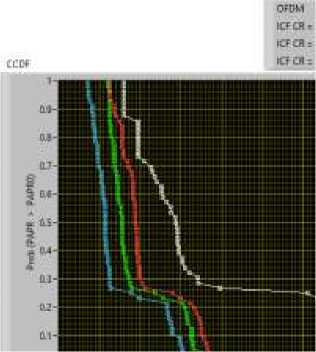 OFDM
ICF CR =
ICF CR =
ICF CR =
CCDF
1
0.9
0.8
0.7
0.6
0.5
0.4
0.3
0.2
0.1
Prob (PAPR > PAPR0)